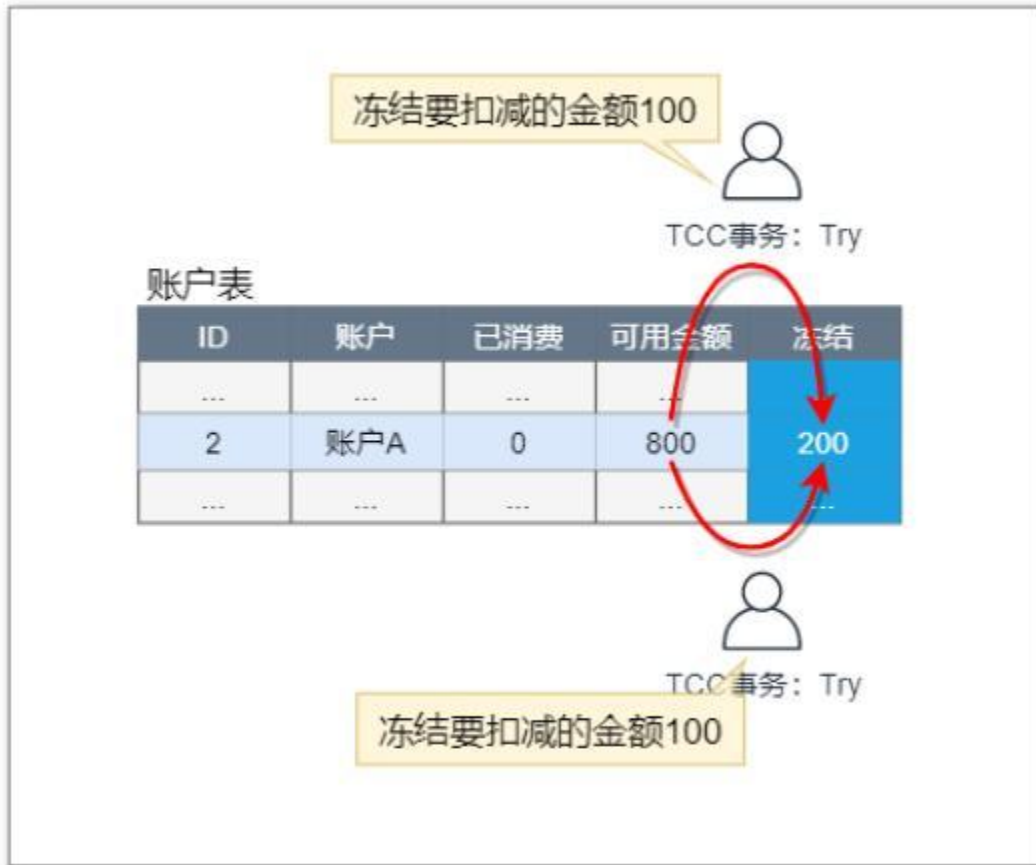 冻结要扣减的金额100
TCC事务：Try
账户表
ID 账户 已消费 可用金额 冻结
... ... ... ...
2 账户A 0 800 200
... ... ... ... ...
TCC事务：Try
冻结要扣减的金额100